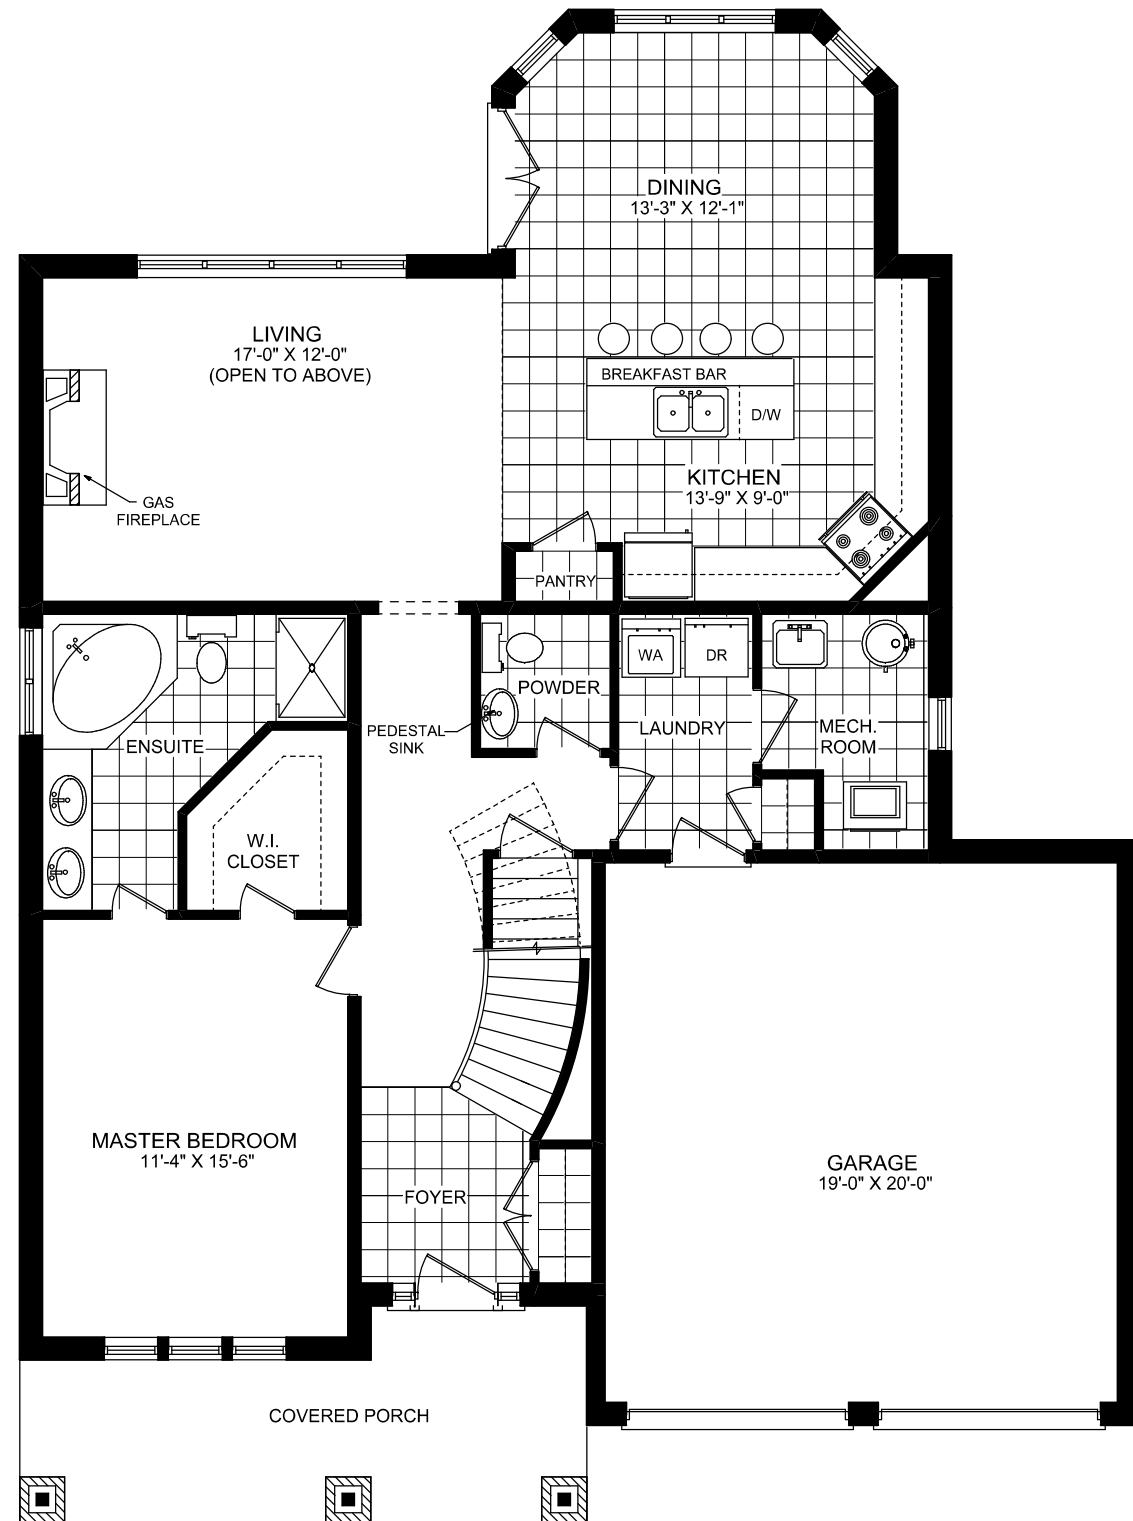 DINING
13'-3" X 12'-1"
LIVING
17'-0" X 12'-0"
(OPEN TO ABOVE)
BREAKFAST BAR
D/W
KITCHEN
13'-9" X 9'-0"
GAS
FIREPLACE
PANTRY
WA
DR
POWDER
PEDESTAL
SINK
LAUNDRY
MECH.
ROOM
ENSUITE
W.I.
CLOSET
MASTER BEDROOM
11'-4" X 15'-6"
GARAGE
19'-0" X 20'-0"
FOYER
COVERED PORCH